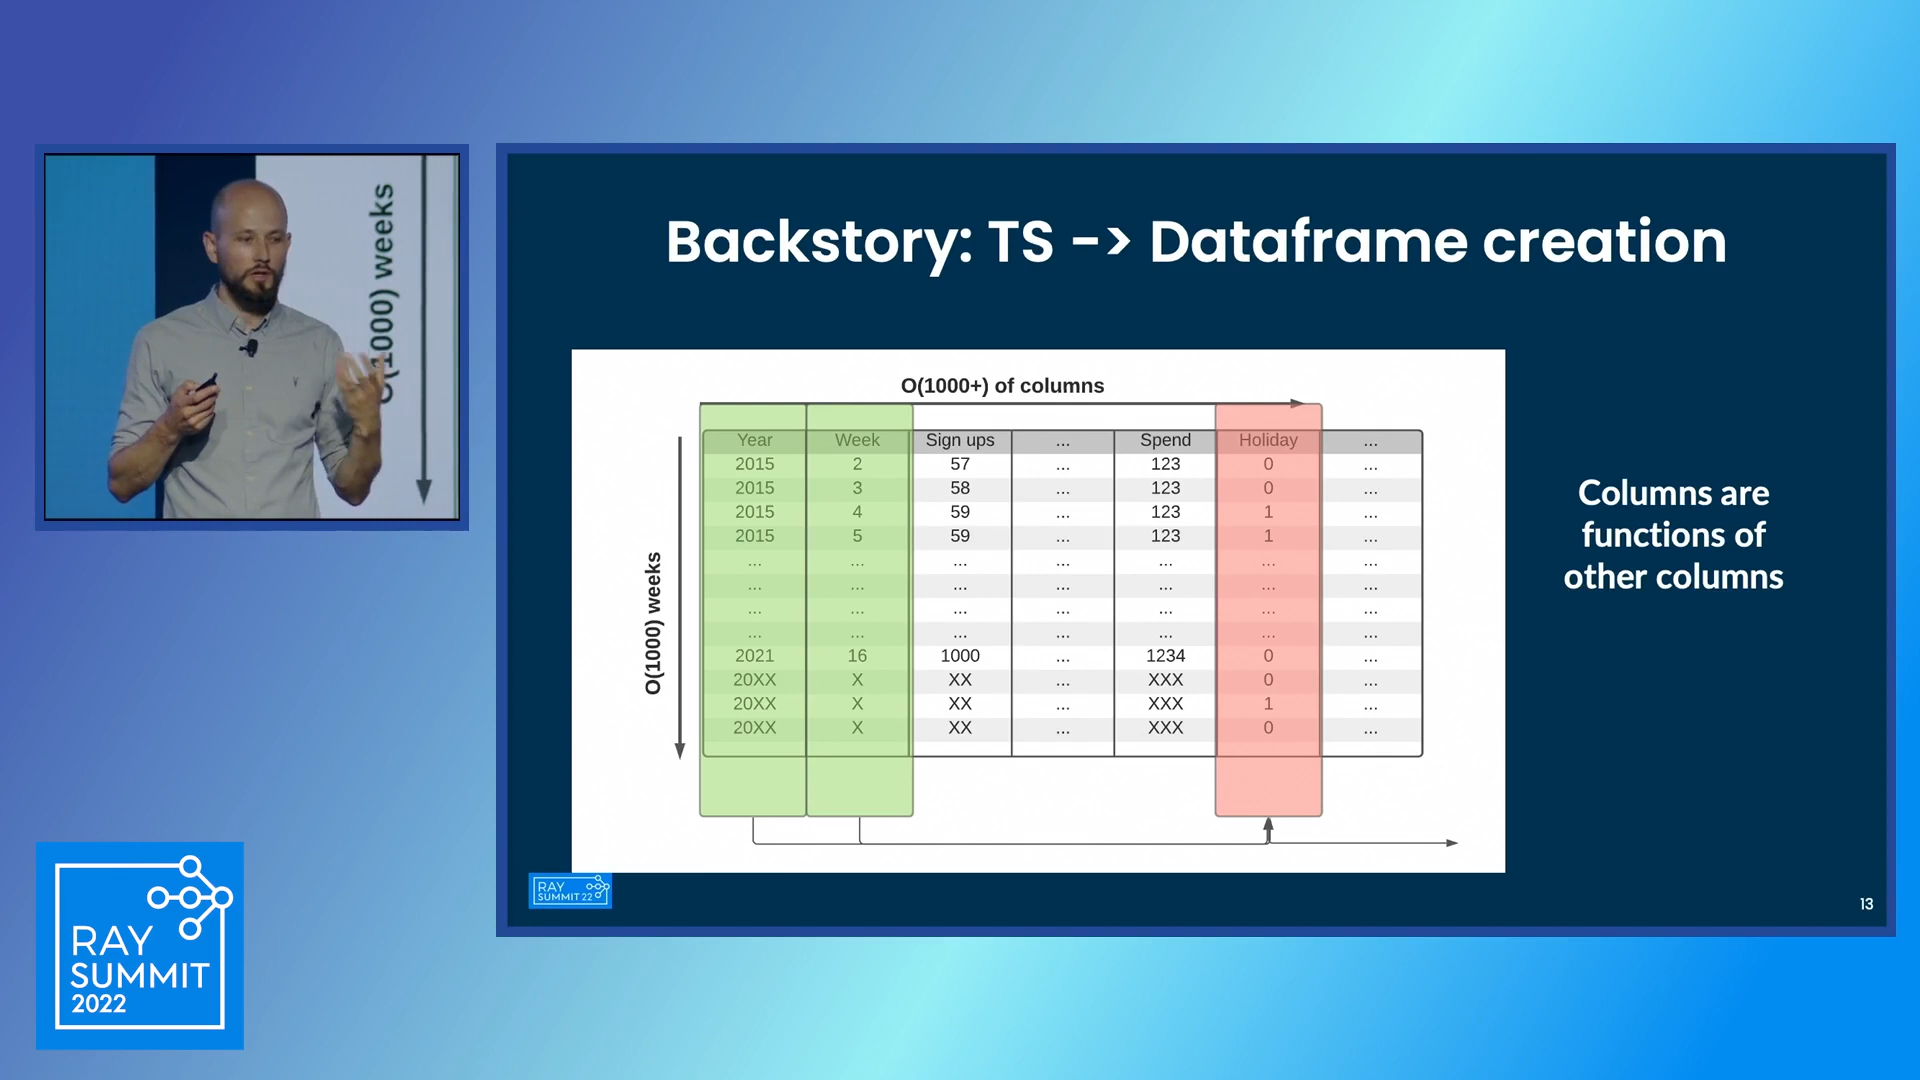 O(1000) weeks
Backstory: TS -> Dataframe creation
O(1000+) of columns
O(1000) weeks
Year Week Sign ups ... Spend Holiday ...
2015 2 57 ... 123 0 ...
2015 3 58 ... 123 0 ...
2015 4 59 ... 123 1 ...
2015 5 59 ... 123 1 ...
... ... ... ... ... ... ...
... ... ... ... ... ... ...
... ... ... ... ... ... ...
... ... ... ... ... ... ...
2021 16 1000 ... 1234 0 ...
20XX X XX ... XXX 0 ...
20XX X XX ... XXX 1 ...
20XX X XX ... XXX 0 ...
Columns are
functions of
other columns
RAY
SUMMIT 22
13
RAY
SUMMIT
2022